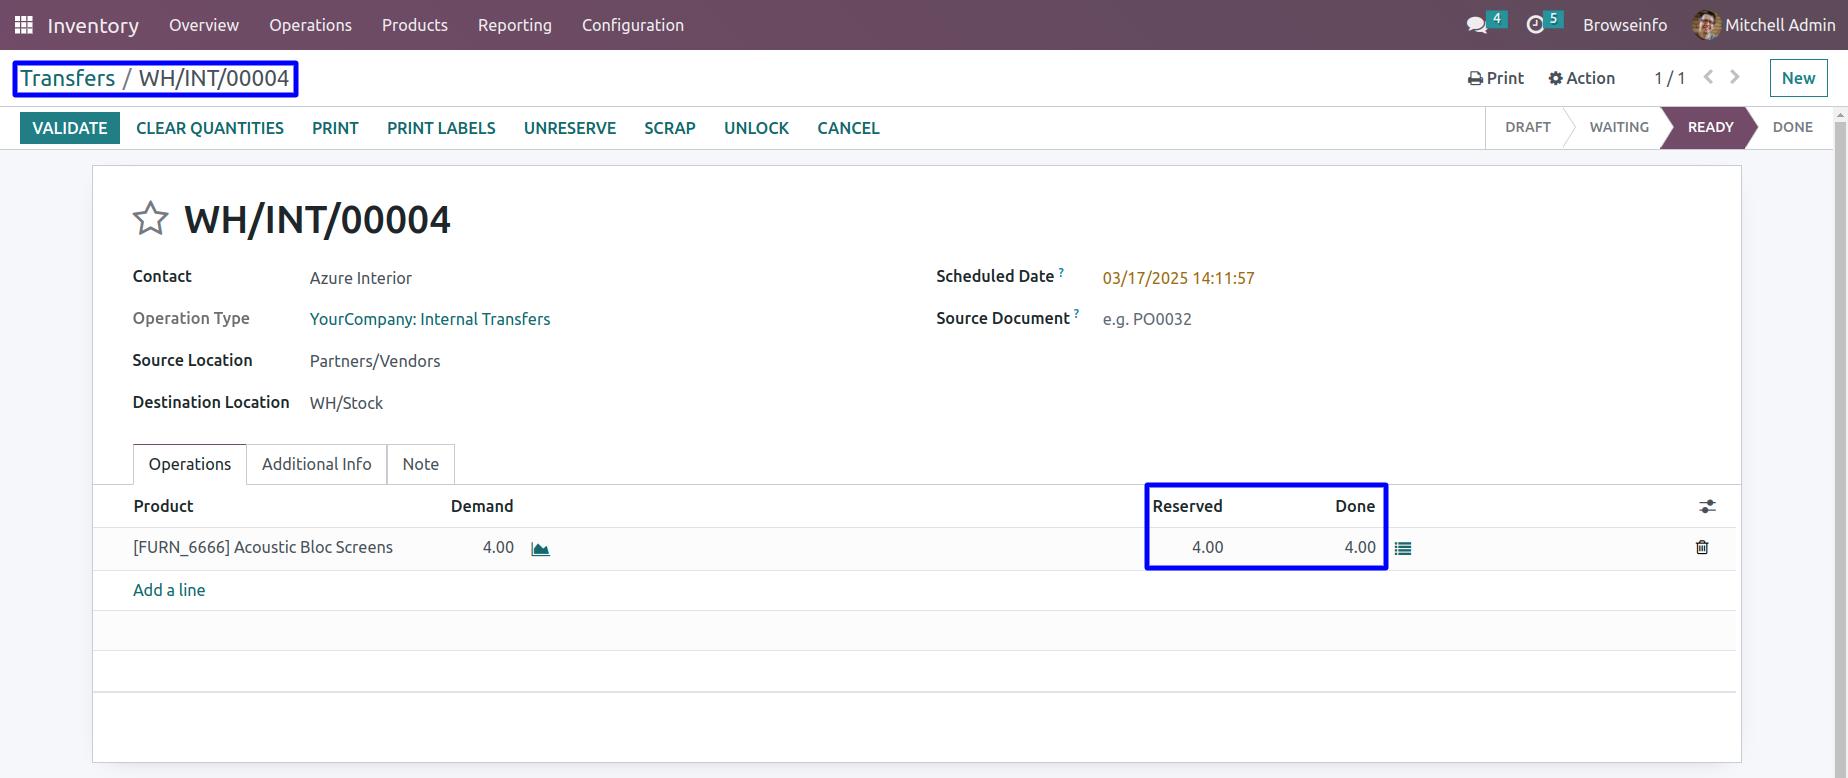 Inventory Overview Operations Products Reporting Configuration 4 5 Browseinfo Mitchell Admin
Transfers / WH/INT/00004 Print Action 1 / 1 New
VALIDATE CLEAR QUANTITIES PRINT PRINT LABELS UNRESERVE SCRAP UNLOCK CANCEL DRAFT WAITING READY DONE
WH/INT/00004
Contact Azure Interior Scheduled Date ? 03/17/2025 14:11:57
Operation Type YourCompany: Internal Transfers Source Document ? e.g. PO0032
Source Location Partners/Vendors
Destination Location WH/Stock
Operations Additional Info Note
Product Demand Reserved Done
[FURN_6666] Acoustic Bloc Screens 4.00 4.00 4.00
Add a line